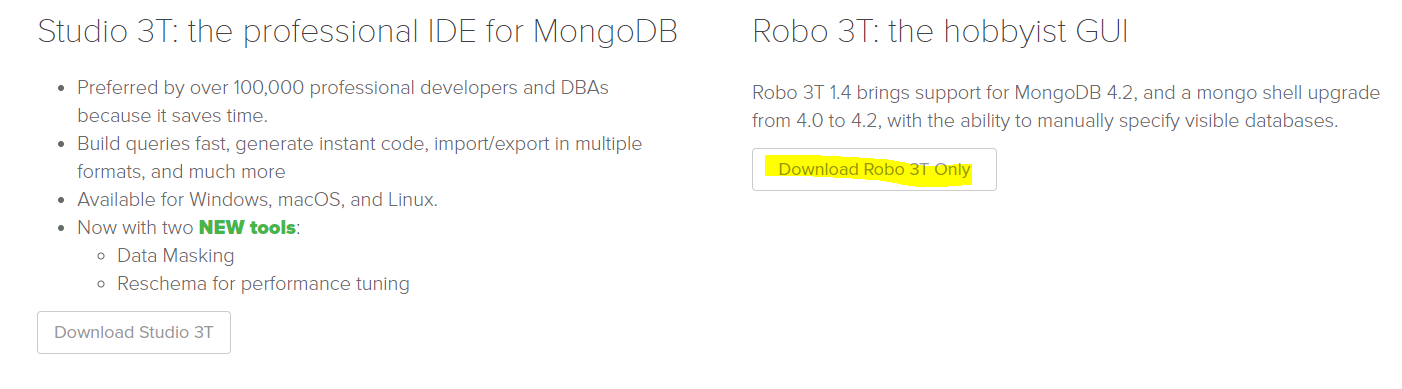 Studio 3T: the professional IDE for MongoDB
Preferred by over 100,000 professional developers and DBAs
because it saves time.
Build queries fast, generate instant code, import/export in multiple
formats, and much more
Available for Windows, macOS, and Linux.
Now with two NEW tools:
Data Masking
Reschema for performance tuning
Download Studio 3T
Robo 3T: the hobbyist GUI
Robo 3T 1.4 brings support for MongoDB 4.2, and a mongo shell upgrade
from 4.0 to 4.2, with the ability to manually specify visible databases.
Download Robo 3T Only